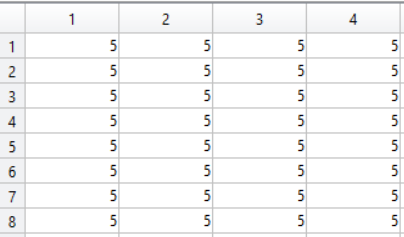 1 2 3 4
1 5 5 5 5
2 5 5 5 5
3 5 5 5 5
4 5 5 5 5
5 5 5 5 5
6 5 5 5 5
7 5 5 5 5
8 5 5 5 5